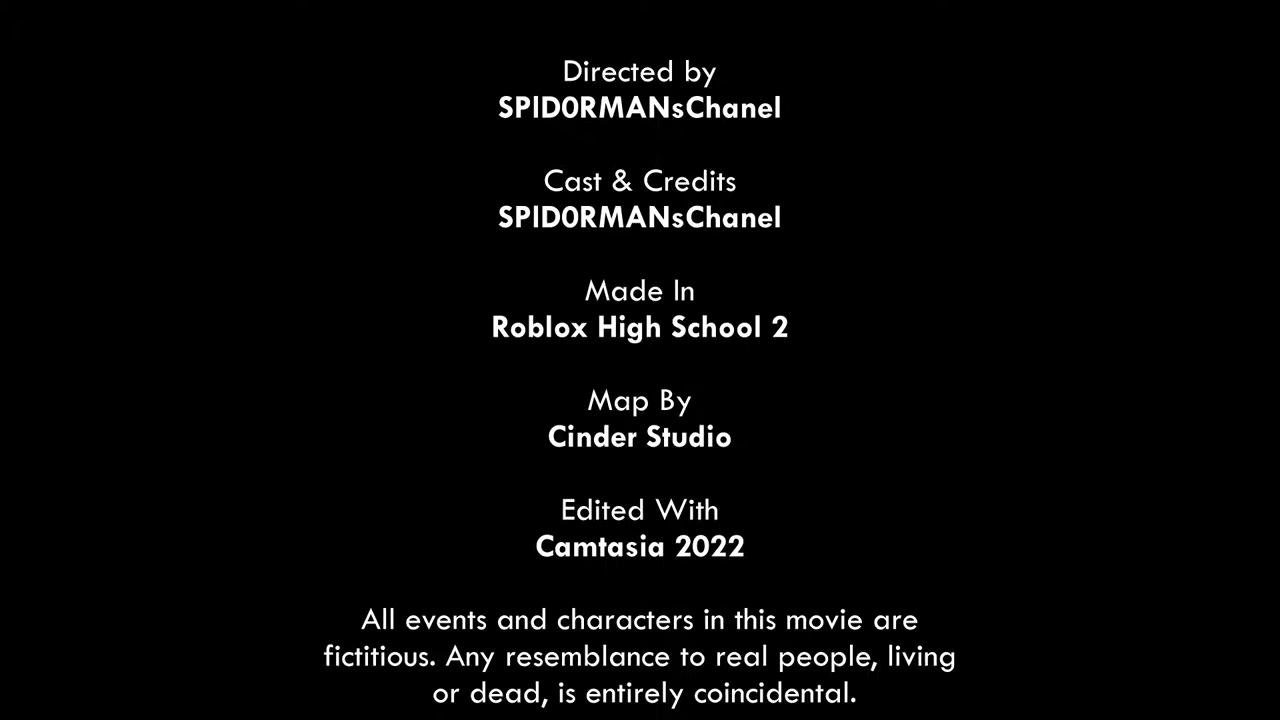 Directed by
SPID0RMANsChanel
Cast & Credits
SPID0RMANsChanel
Made In
Roblox High School 2
Map By
Cinder Studio
Edited With
Camtasia 2022
All events and characters in this movie are
fictitious. Any resemblance to real people, living
or dead, is entirely coincidental.